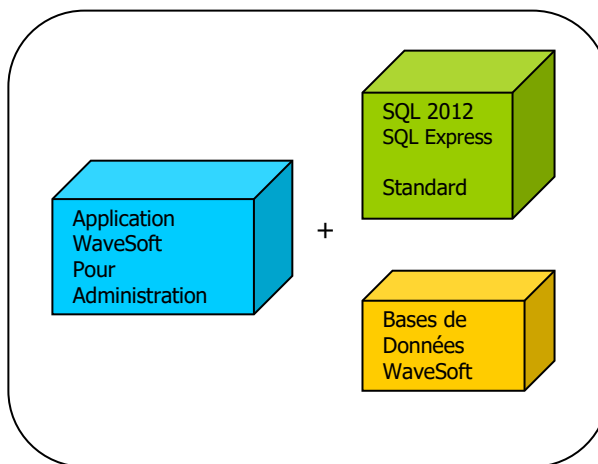 SQL 2012
SQL Express
Standard
Application
WaveSoft
Pour
Administration
+
Bases de
Données
WaveSoft